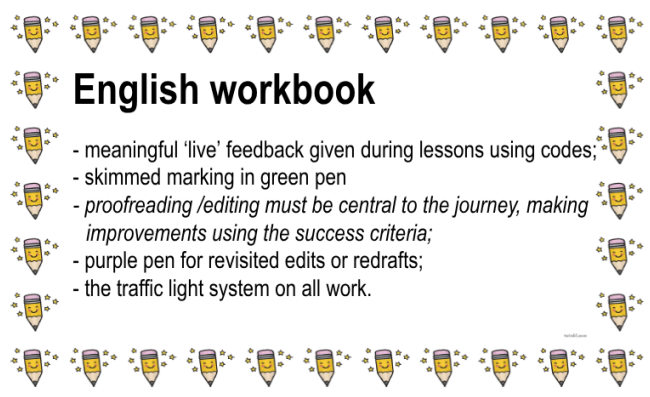 English workbook
- meaningful ‘live’ feedback given during lessons using codes;
- skimmed marking in green pen
- proofreading /editing must be central to the journey, making
improvements using the success criteria;
- purple pen for revisited edits or redrafts;
- the traffic light system on all work.